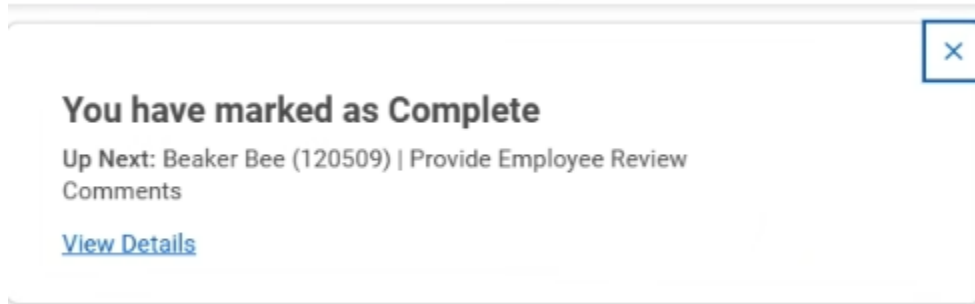 You have marked as Complete
Up Next: Beaker Bee (120509) | Provide Employee Review
Comments
View Details